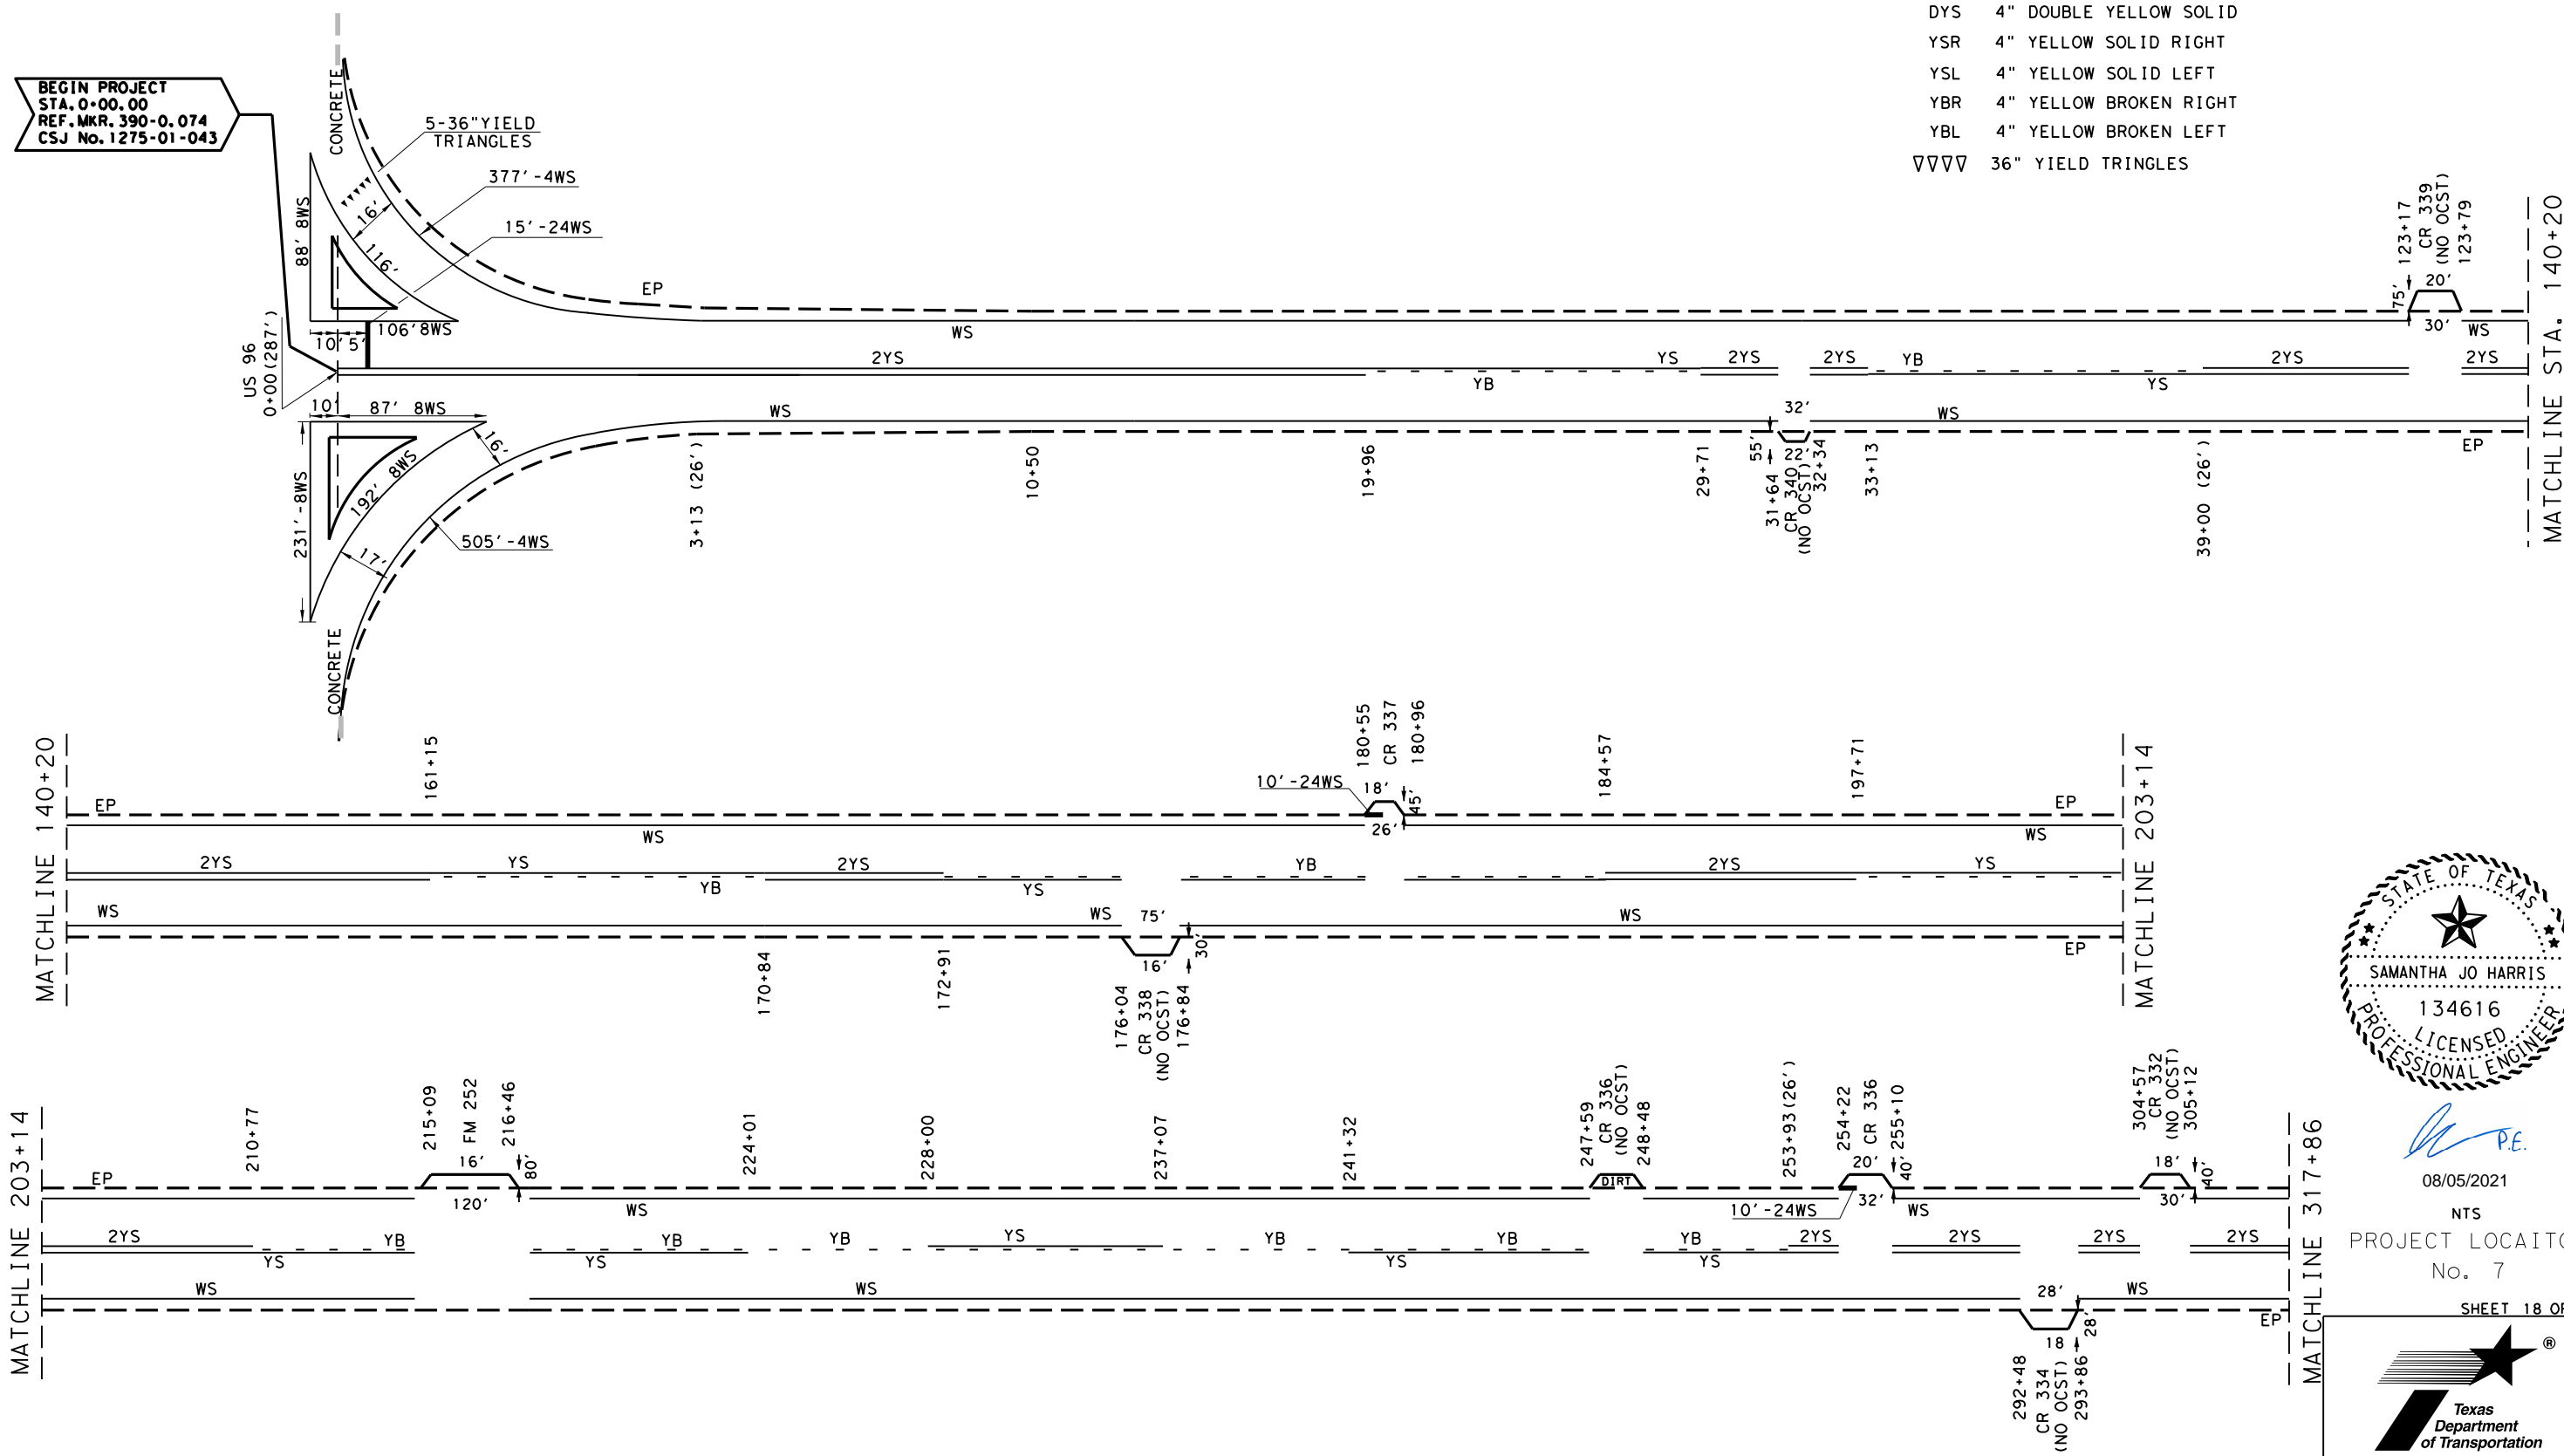 DYS 4" DOUBLE YELLOW SOLID
YSR 4" YELLOW SOLID RIGHT
YSL 4" YELLOW SOLID LEFT
YBR 4" YELLOW BROKEN RIGHT
YBL 4" YELLOW BROKEN LEFT
36" YIELD TRINGLES
BEGIN PROJECT
STA. 0+00.00
REF. MKR. 390-0.074
CSJ No. 1275-01-043
CONCRETE
5-36"YIELD
TRIANGLES
377'-4WS
15'-24WS
88' 8WS
16'
116'
106'8WS
10' 5'
US 96
0+00(287')
EP
WS
2YS
YB
YS
2YS
2YS
YB
YS
2YS
2YS
WS
123+17
CR 339
(NO OCST)
123+79
20'
75'
30'
MATCHLINE STA. 140+20
10'
87' 8WS
WS
16'
192' 8WS
231'-8WS
17'
505'-4WS
CONCRETE
3+13 (26')
10+50
19+96
29+71
32'
55'
22'
31+64
CR 340
(NO OCST)
32+34
33+13
WS
39+00 (26')
EP
MATCHLINE 140+20
EP
161+15
WS
10'-24WS
180+55
CR 337
180+96
18'
45'
26'
184+57
197+71
EP
WS
MATCHLINE 203+14
2YS
YS
YB
2YS
YS
YB
2YS
YS
WS
WS
75'
WS
16'
30'
EP
170+84
172+91
176+04
CR 338
(NO OCST)
176+84
MATCHLINE 203+14
EP
210+77
215+09
FM 252
216+46
16'
80'
120'
WS
224+01
228+00
237+07
241+32
247+59
CR 336
(NO OCST)
248+48
DIRT
253+93(26')
254+22
CR 336
255+10
20'
40'
32'
10'-24WS
WS
304+57
CR 332
(NO OCST)
305+12
18'
40'
30'
MATCHLINE 317+86
2YS
YS
YB
YB
YS
YB
YS
YB
YB
YS
YB
YS
2YS
2YS
2YS
2YS
WS
WS
28'
WS
18
28'
EP
292+48
CR 334
(NO OCST)
293+86
STATE OF TEXAS
SAMANTHA JO HARRIS
134616
LICENSED
PROFESSIONAL ENGINEER
P.E.
08/05/2021
NTS
PROJECT LOCAITO
No. 7
SHEET 18 OF
®
Texas
Department
of Transportation